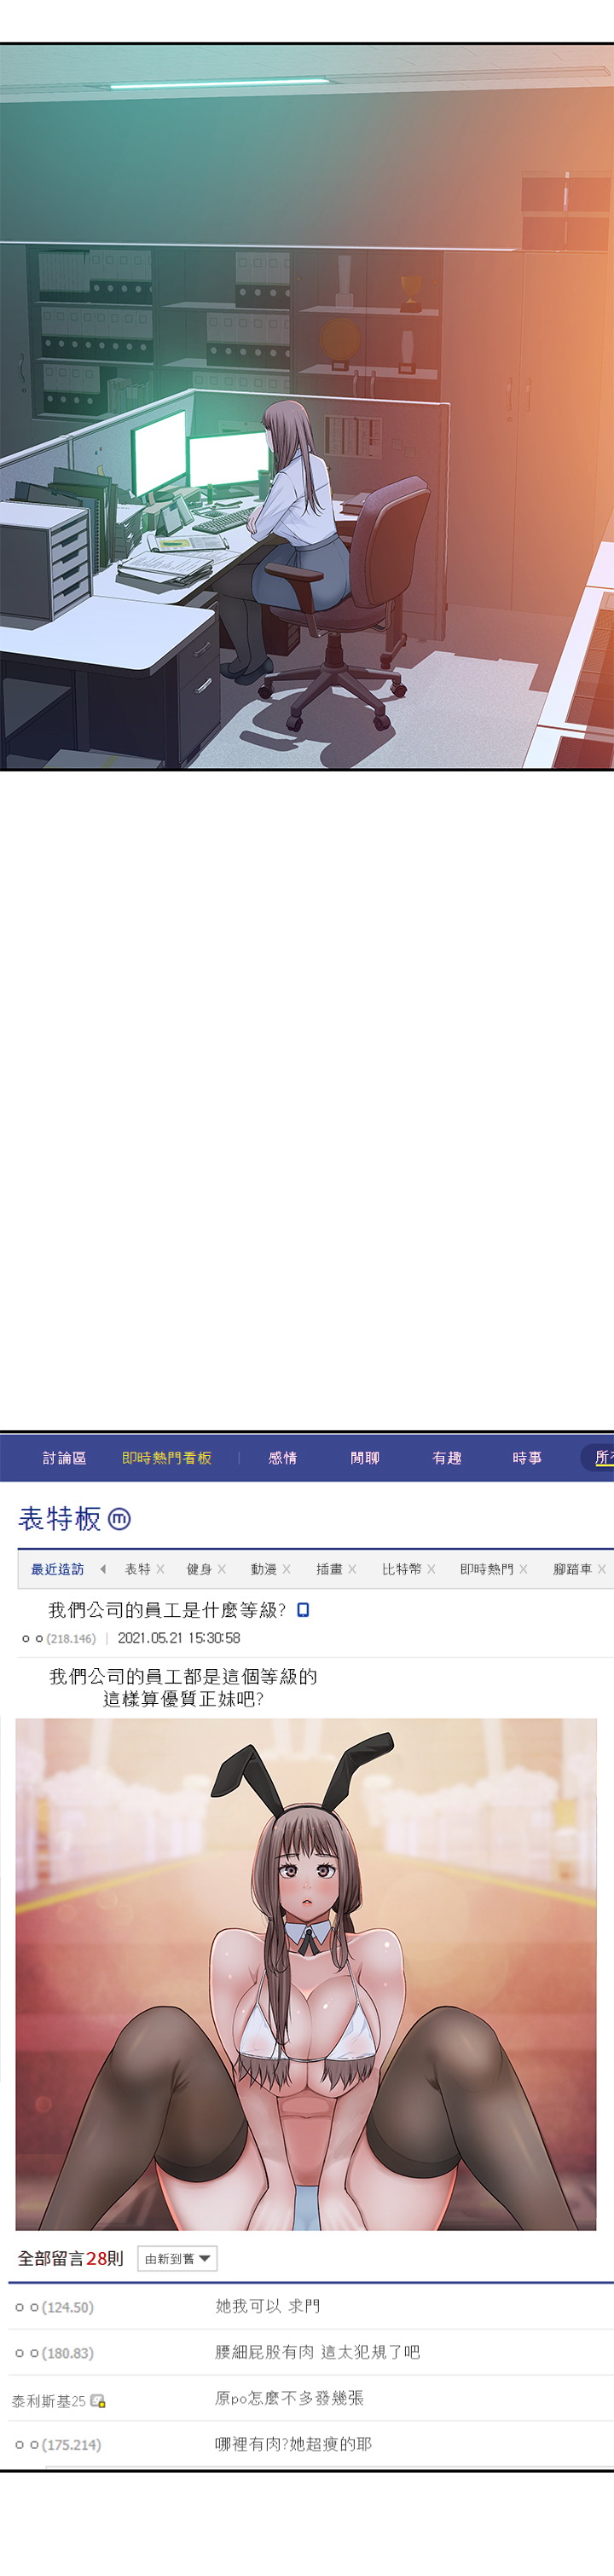 討論區 即時熱門看板 | 感情 閒聊 有趣 時事
表特板 ⓜ
最近造訪 ◀ 表特 X 健身 X 動漫 X 插畫 X 比特幣 X 即時熱門 X 腳踏車 X
我們公司的員工是什麼等級?
ㅇㅇ(218.146) | 2021.05.21 15:30:58
我們公司的員工都是這個等級的
這樣算優質正妹吧?
全部留言28則 由新到舊 ▼
ㅇㅇ(124.50) 她我可以 求門
ㅇㅇ(180.83) 腰細屁股有肉 這太犯規了吧
泰利斯基25 原po怎麼不多發幾張
ㅇㅇ(175.214) 哪裡有肉?她超瘦的耶